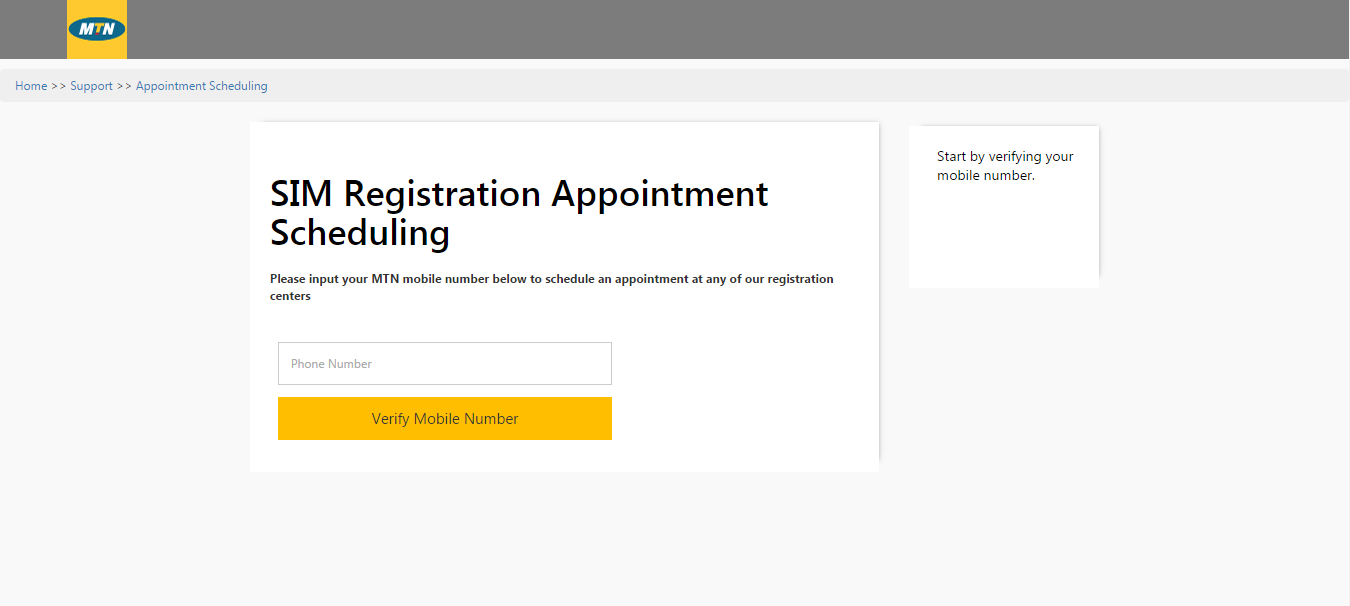 MTN
Home >> Support >> Appointment Scheduling
SIM Registration Appointment
Scheduling
Please input your MTN mobile number below to schedule an appointment at any of our registration
centers
Phone Number
Verify Mobile Number
Start by verifying your
mobile number.